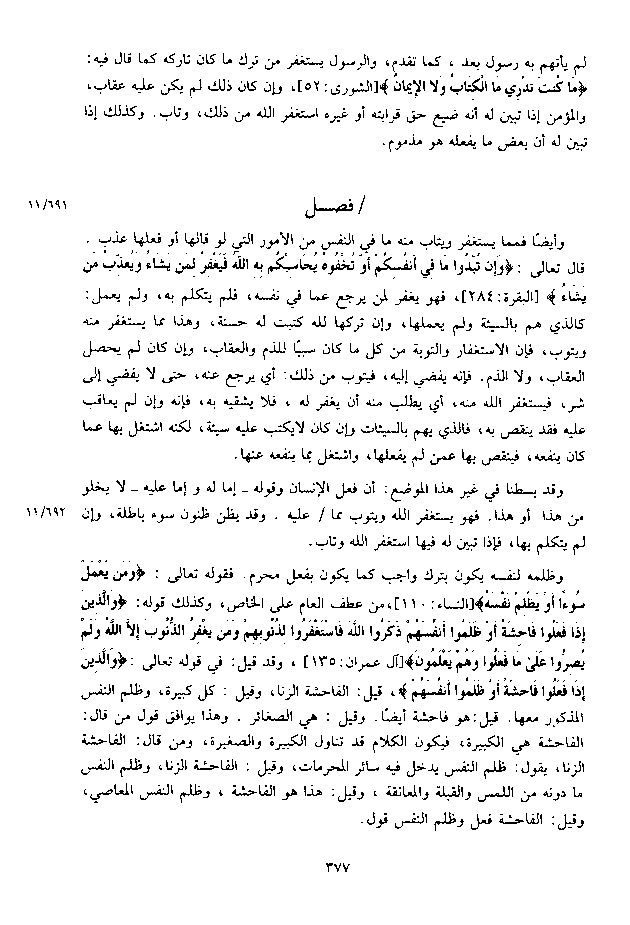 لم يأتهم به رسول بعد ، كما تقدم، والرسول يستغفر من ترك ما كان تاركه كما قال فيه:
﴿مَا كُنتَ تَدْرِي مَا الْكِتَابُ وَلا الإِيمَانُ ﴾[الشورى:٥٢]، وإن كان ذلك لم يكن عليه عقاب،
والمؤمن إذا تبين له أنه ضيع حق قرابته أو غيره استغفر الله من ذلك، وتاب. وكذلك إذا
تبين له أن بعض ما يفعله هو مذموم.
١١/٦٩١
/ فصــــل
وأيضًا فمما يستغفر ويتاب منه ما في النفس من الأمور التي لو قالها أو فعلها عذب .
قال تعالى : ﴿وَإِن تُبْدُوا مَا فِي أَنفُسِكُمْ أَوْ تُخْفُوهُ يُحَاسِبْكُم بِهِ اللَّهُ فَيَغْفِرُ لِمَن يَشَاءُ وَيُعَذِّبُ مَن
يَشَاءُ ﴾ [البقرة:٢٨٤]، فهو يغفر لمن يرجع عما في نفسه، فلم يتكلم به، ولم يعمل:
كالذي هم بالسيئة ولم يعملها، وإن تركها لله كتبت له حسنة، وهذا مما يستغفر منه
ويتوب، فإن الاستغفار والتوبة من كل ما كان سببًا للذم والعقاب، وإن كان لم يحصل
العقاب، ولا الذم. فإنه يفضي إليه، فيتوب من ذلك: أي يرجع عنه، حتى لا يفضي إلى
شر، فيستغفر الله منه، أي يطلب منه أن يغفر له ، فلا يشقيه به، فإنه وإن لم يعاقب
عليه فقد ينقص به، فالذي يهم بالسيئات وإن كان لايكتب عليه سيئة، لكنه اشتغل بها عما
كان ينفعه، فينقص بها عمن لم يفعلها، واشتغل بما ينفعه عنها.
وقد بسطنا في غير هذا الموضع: أن فعل الإنسان وقوله ـ إما له و إما عليه ـ لا يخلو
من هذا أو هذا. فهو يستغفر الله ويتوب مما / عليه . وقد يظن ظنون سوء باطلة، وإن
١١/٦٩٢
لم يتكلم بها، فإذا تبين له فيها استغفر الله وتاب.
وظلمه لنفسه يكون بترك واجب كما يكون بفعل محرم. فقوله تعالى : ﴿وَمَن يَعْمَلْ
سُوءًا أَوْ يَظْلِمْ نَفْسَهُ﴾[النساء:١١٠]،من عطف العام على الخاص، وكذلك قوله: ﴿وَالَّذِينَ
إِذَا فَعَلُوا فَاحِشَةً أَوْ ظَلَمُوا أَنفُسَهُمْ ذَكَرُوا اللَّهَ فَاسْتَغْفَرُوا لِذُنُوبِهِمْ وَمَن يَغْفِرُ الذُّنُوبَ إِلاَّ اللَّهُ وَلَمْ
يُصِرُّوا عَلَىٰ مَا فَعَلُوا وَهُمْ يَعْلَمُونَ﴾[آل عمران:١٣٥] ، وقد قيل: في قوله تعالى : ﴿وَالَّذِينَ
إِذَا فَعَلُوا فَاحِشَةً أَوْ ظَلَمُوا أَنفُسَهُمْ ﴾، قيل: الفاحشة الزنا، وقيل : كل كبيرة، وظلم النفس
المذكور معها. قيل:هو فاحشة أيضًا. وقيل : هي الصغائر . وهذا يوافق قول من قال:
الفاحشة هي الكبيرة، فيكون الكلام قد تناول الكبيرة والصغيرة، ومن قال: الفاحشة
الزنا، يقول: ظلم النفس يدخل فيه سائر المحرمات، وقيل : الفاحشة الزنا، وظلم النفس
ما دونه من اللمس والقبلة والمعانقة ، وقيل: هذا هو الفاحشة ، وظلم النفس المعاصي،
وقيل: الفاحشة فعل وظلم النفس قول.
٣٧٧